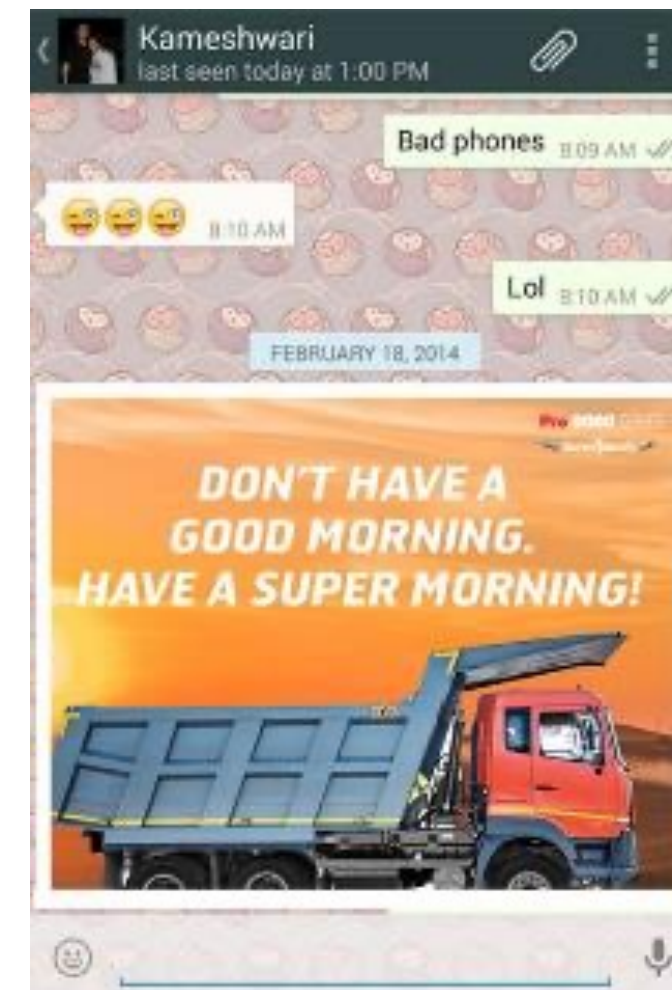 Kameshwari
last seen today at 1:00 PM
Bad phones 8:09 AM
8:10 AM
Lol 8:10 AM
FEBRUARY 18, 2014
Pro
DON'T HAVE A
GOOD MORNING.
HAVE A SUPER MORNING!